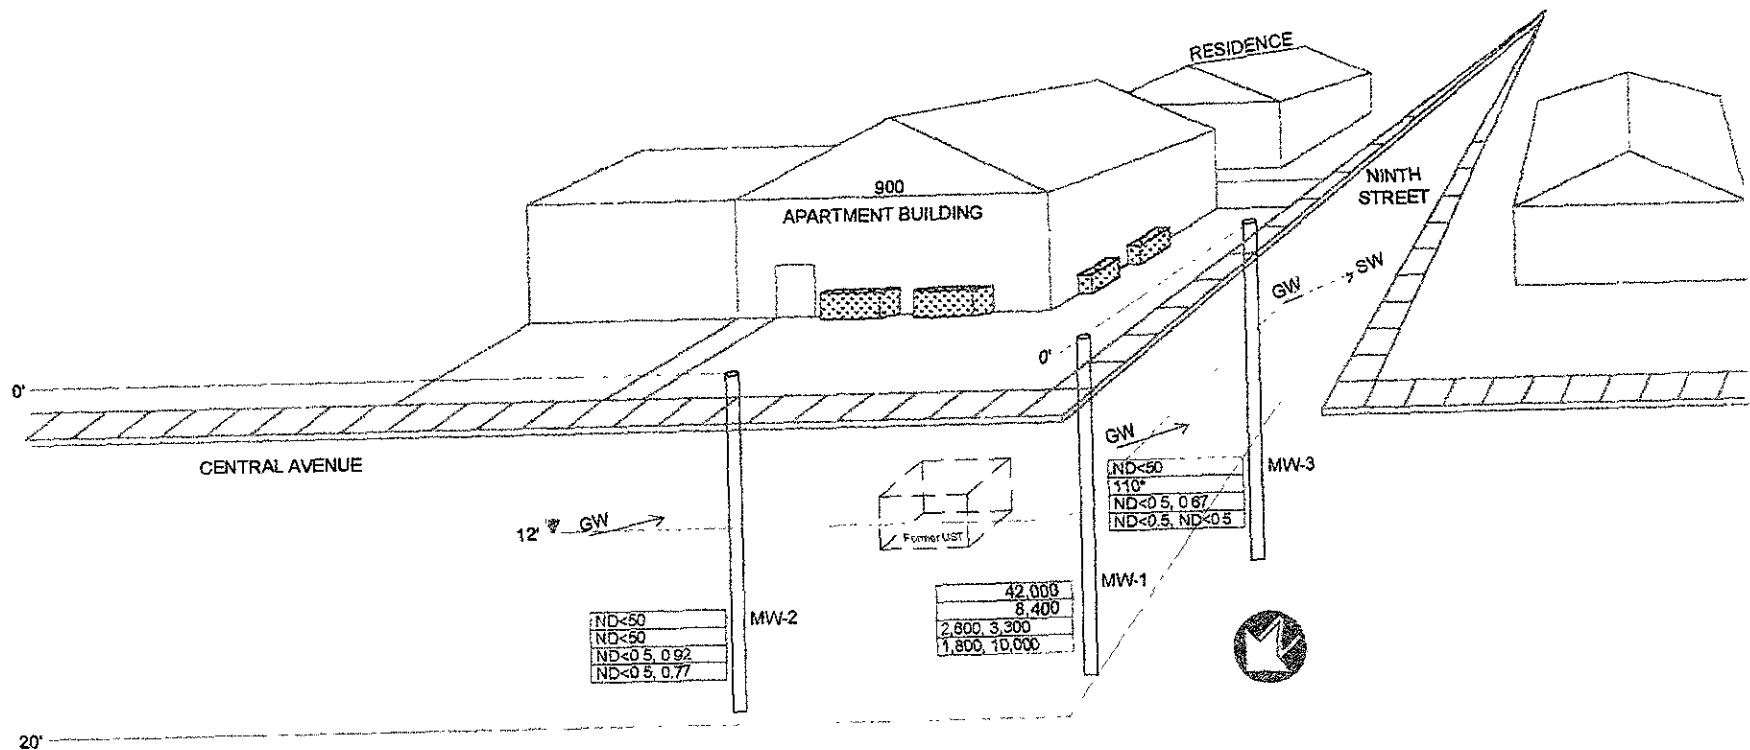 RESIDENCE
900
APARTMENT BUILDING
NINTH
STREET
GW
SW
0'
0'
CENTRAL AVENUE
GW
MW-3
ND<50
110*
ND<0.5, 0.67
ND<0.5, ND<0.5
12'
GW
Former UST
MW-1
42,000
8,400
2,600, 3,300
1,800, 10,000
MW-2
ND<50
ND<50
ND<0.5, 0.92
ND<0.5, 0.77
20'